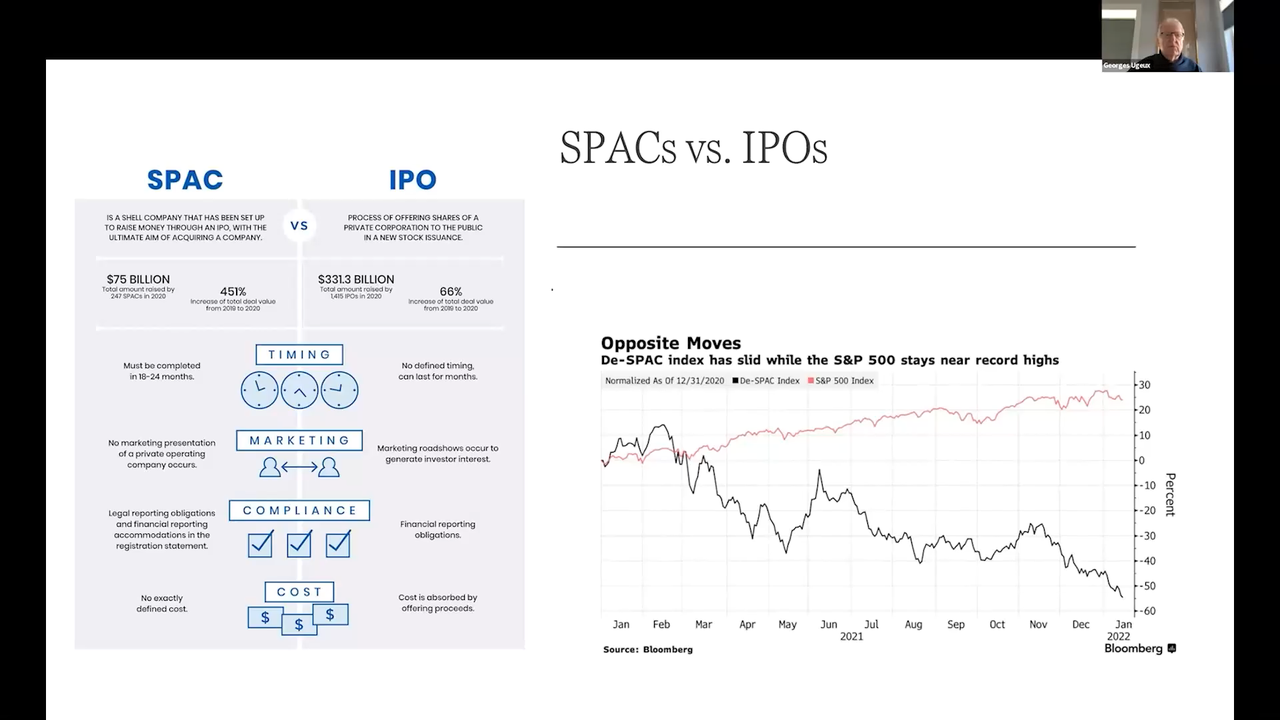 Georges Ugeux
SPACs vs. IPOs
SPAC
IPO
VS
IS A SHELL COMPANY THAT HAS BEEN SET UP
TO RAISE MONEY THROUGH AN IPO, WITH THE
ULTIMATE AIM OF ACQUIRING A COMPANY.
PROCESS OF OFFERING SHARES OF A
PRIVATE CORPORATION TO THE PUBLIC
IN A NEW STOCK ISSUANCE.
$75 BILLION
Total amount raised by
247 SPACs in 2020
451%
Increase of total deal value
from 2019 to 2020
$331.3 BILLION
Total amount raised by
1,415 IPOs in 2020
66%
Increase of total deal value
from 2019 to 2020
TIMING
Must be completed
in 18-24 months.
No defined timing,
can last for months.
MARKETING
No marketing presentation
of a private operating
company occurs.
Marketing roadshows occur to
generate investor interest.
COMPLIANCE
Legal reporting obligations
and financial reporting
accommodations in the
registration statement.
Financial reporting
obligations.
COST
No exactly
defined cost.
Cost is absorbed by
offering proceeds.
$ $ $
Opposite Moves
De-SPAC index has slid while the S&P 500 stays near record highs
Normalized As Of 12/31/2020 De-SPAC Index S&P 500 Index
30
20
10
0
-10
-20
-30
-40
-50
-60
Percent
Jan Feb Mar Apr May Jun Jul Aug Sep Oct Nov Dec Jan
2021 2022
Source: Bloomberg
Bloomberg